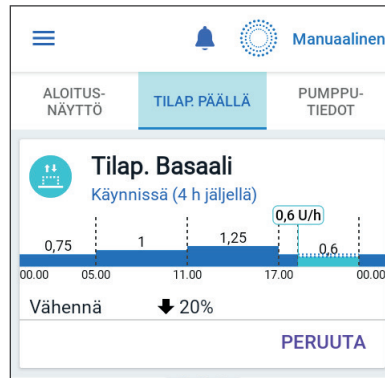 Manuaalinen
ALOITUS-
NÄYTTÖ
TILAP. PÄÄLLÄ
PUMPPU-
TIEDOT
Tilap. Basaali
Käynnissä (4 h jäljellä)
0,6 U/h
0,75 1 1,25 0,6
00.00 05.00 11.00 17.00 00.00
Vähennä 20%
PERUUTA